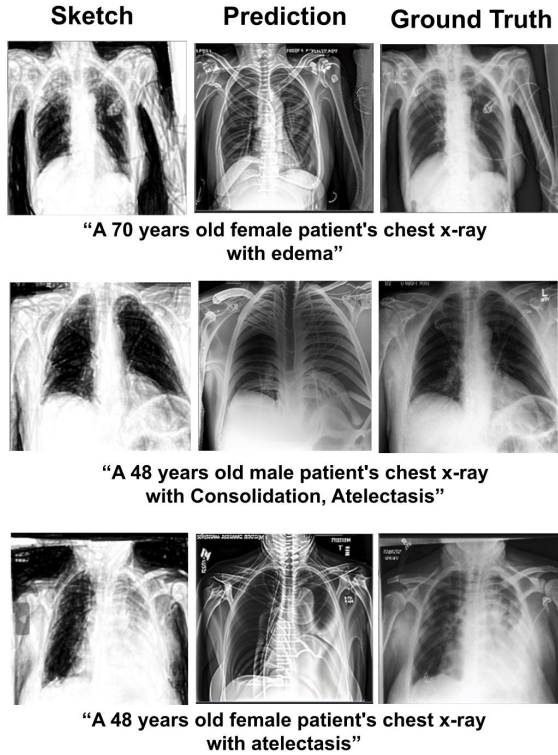 Sketch Prediction Ground Truth
“A 70 years old female patient's chest x-ray
with edema”
L
“A 48 years old male patient's chest x-ray
with Consolidation, Atelectasis”
“A 48 years old female patient's chest x-ray
with atelectasis”